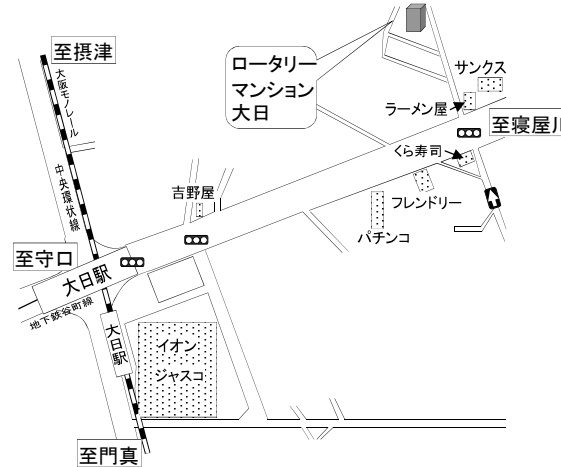 至摂津
大阪モノレール
中央環状線
ロータリー
マンション
大日
サンクス
ラーメン屋
至寝屋川
くら寿司
フレンドリー
パチンコ
吉野屋
至守口
大日駅
地下鉄谷町線
大日駅
イオン
ジャスコ
至門真